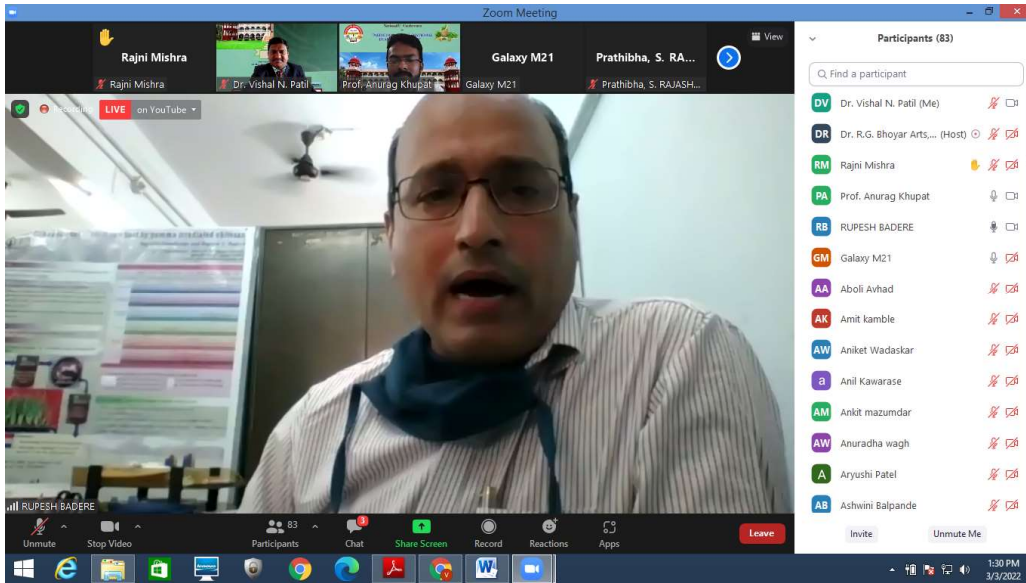 Zoom Meeting
Rajni Mishra
Rajni Mishra
Dr. Vishal N. Patil
Prof. Anurag Khupat
Galaxy M21
Galaxy M21
Prathibha, S. RA...
Prathibha, S. RAJASH...
View
LIVE on YouTube
RUPESH BADERE
Unmute
Stop Video
83
Participants
3
Chat
Share Screen
Record
Reactions
Apps
Leave
Participants (83)
Find a participant
DV Dr. Vishal N. Patil (Me)
DR Dr. R.G. Bhoyar Arts,... (Host)
RM Rajni Mishra
PA Prof. Anurag Khupat
RB RUPESH BADERE
GM Galaxy M21
AA Aboli Avhad
AK Amit kamble
AW Aniket Wadaskar
a Anil Kawarase
AM Ankit mazumdar
AW Anuradha wagh
A Aryushi Patel
AB Ashwini Balpande
Invite
Unmute Me
1:30 PM
3/3/2022